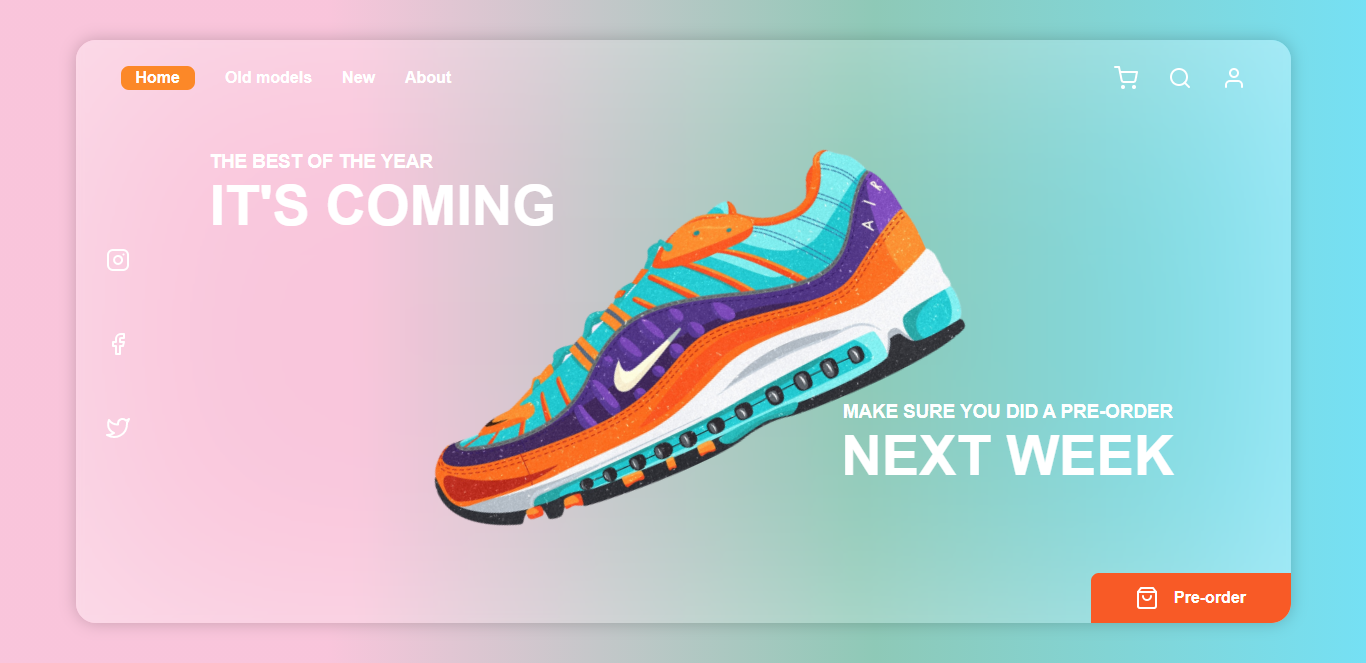 Home Old models New About
THE BEST OF THE YEAR
IT'S COMING
AIR
MAKE SURE YOU DID A PRE-ORDER
NEXT WEEK
Pre-order